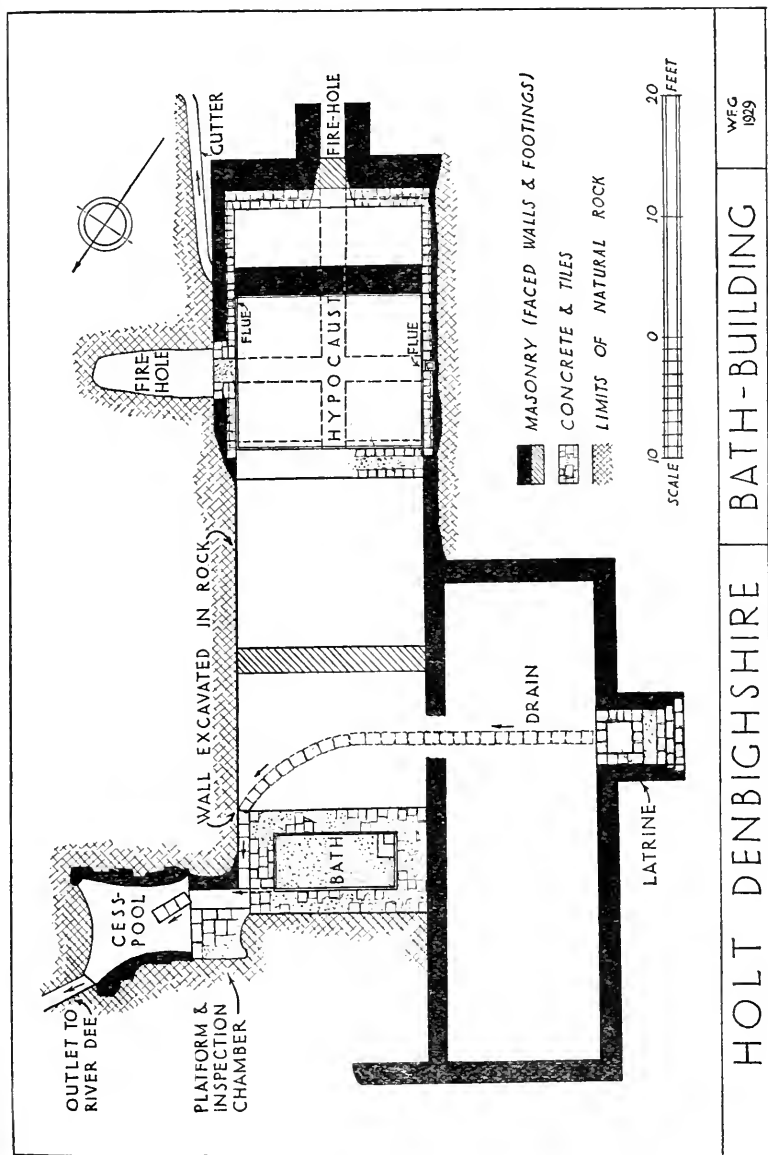 OUTLET TO
RIVER DEE
CESS-
POOL
PLATFORM &
INSPECTION
CHAMBER
WALL EXCAVATED IN ROCK
FIRE-
HOLE
GUTTER
FLUE
HYPOCAUST
FLUE
FIRE-HOLE
BATH
DRAIN
LATRINE
MASONRY (FACED WALLS & FOOTINGS)
CONCRETE & TILES
LIMITS OF NATURAL ROCK
10 0 10 20
SCALE FEET
HOLT DENBIGHSHIRE
BATH-BUILDING
W.F.G
1929